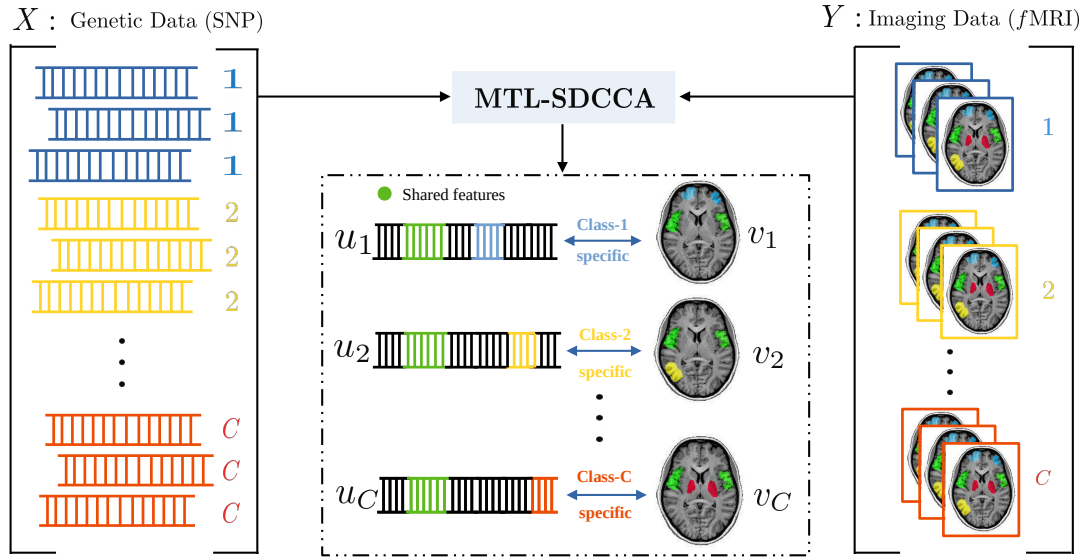 X : Genetic Data (SNP)
Y : Imaging Data (fMRI)
1
1
1
2
2
2
C
C
C
MTL-SDCCA
Shared features
u1
Class-1
specific
v1
u2
Class-2
specific
v2
uC
Class-C
specific
vC
1
2
C